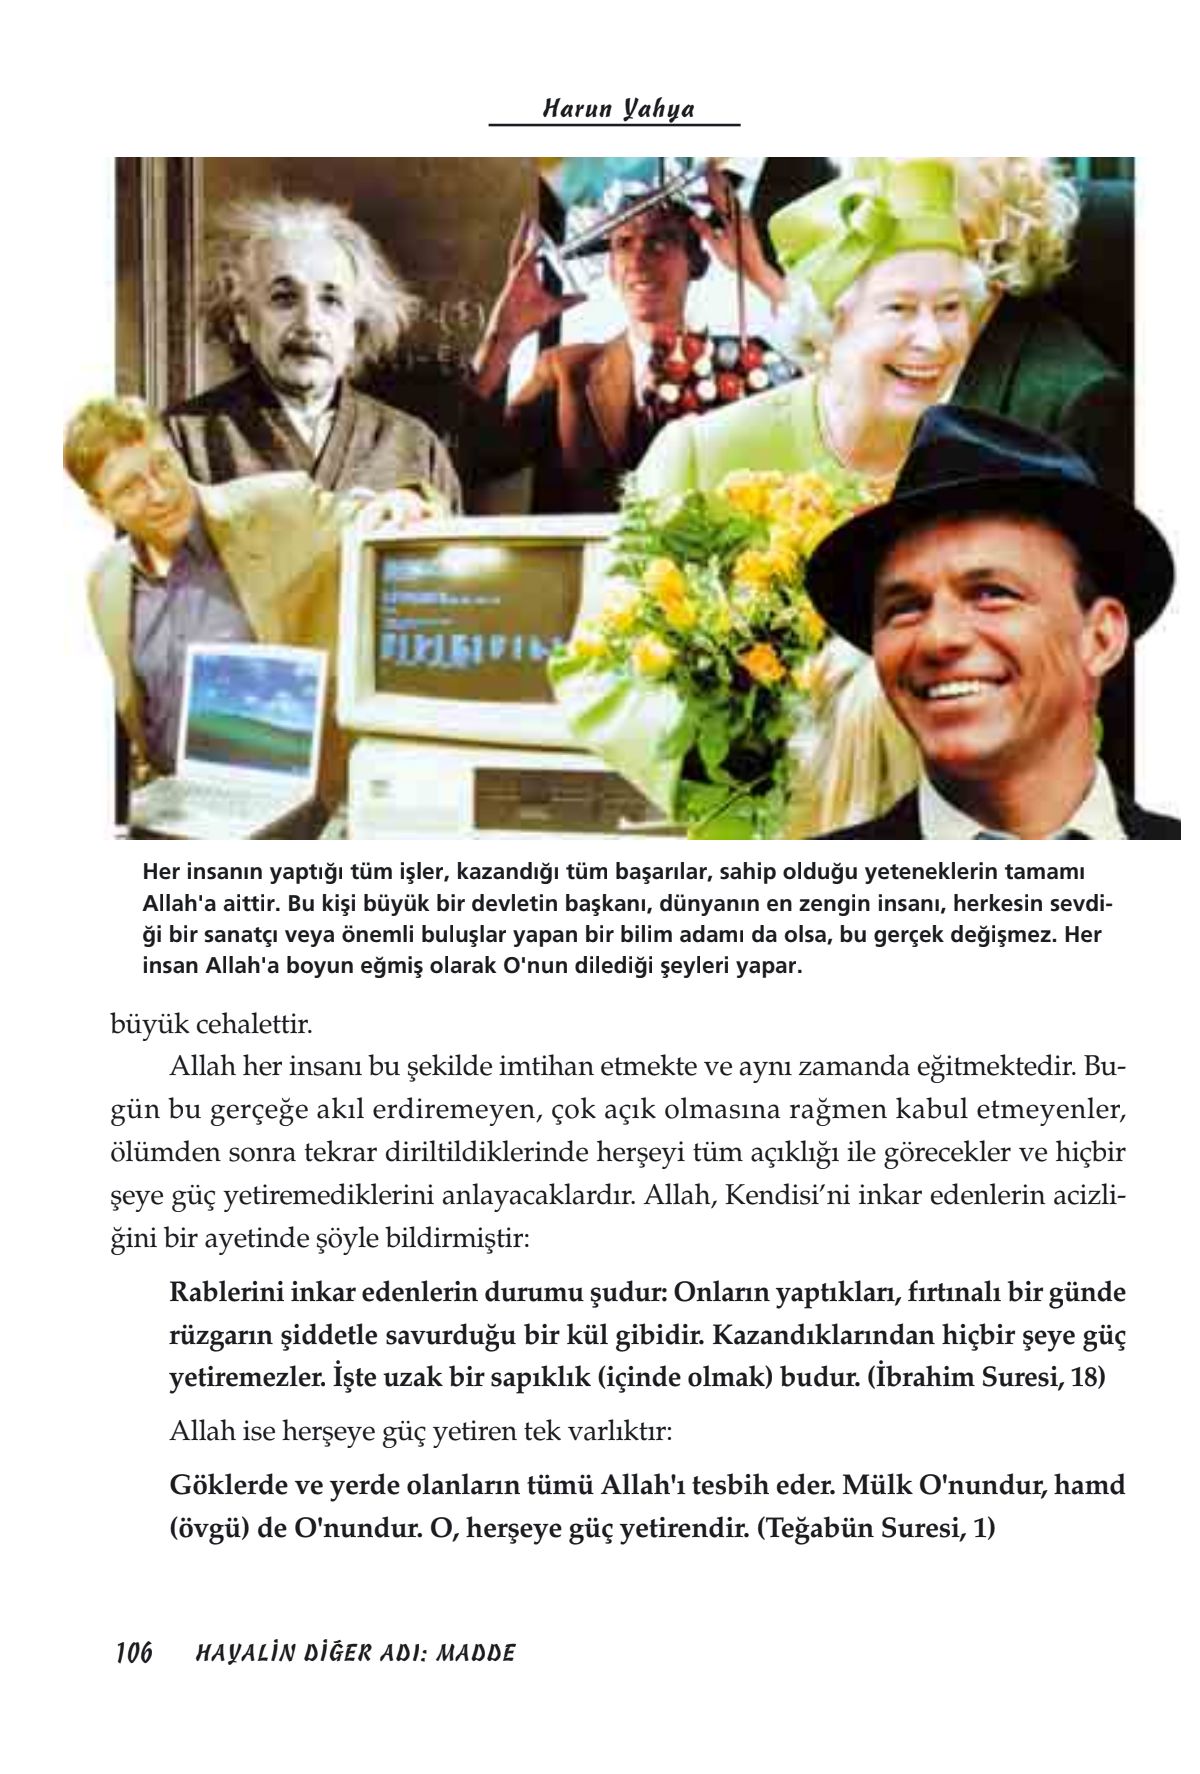 Harun Yahya
Her insanın yaptığı tüm işler, kazandığı tüm başarılar, sahip olduğu yeteneklerin tamamı
Allah'a aittir. Bu kişi büyük bir devletin başkanı, dünyanın en zengin insanı, herkesin sevdi-
ği bir sanatçı veya önemli buluşlar yapan bir bilim adamı da olsa, bu gerçek değişmez. Her
insan Allah'a boyun eğmiş olarak O'nun dilediği şeyleri yapar.
büyük cehalettir.
Allah her insanı bu şekilde imtihan etmekte ve aynı zamanda eğitmektedir. Bu-
gün bu gerçeğe akıl erdiremeyen, çok açık olmasına rağmen kabul etmeyenler,
ölümden sonra tekrar diriltildiklerinde herşeyi tüm açıklığı ile görecekler ve hiçbir
şeye güç yetiremediklerini anlayacaklardır. Allah, Kendisi’ni inkar edenlerin acizli-
ğini bir ayetinde şöyle bildirmiştir:
Rablerini inkar edenlerin durumu şudur: Onların yaptıkları, fırtınalı bir günde
rüzgarın şiddetle savurduğu bir kül gibidir. Kazandıklarından hiçbir şeye güç
yetiremezler. İşte uzak bir sapıklık (içinde olmak) budur. (İbrahim Suresi, 18)
Allah ise herşeye güç yetiren tek varlıktır:
Göklerde ve yerde olanların tümü Allah'ı tesbih eder. Mülk O'nundur, hamd
(övgü) de O'nundur. O, herşeye güç yetirendir. (Teğabün Suresi, 1)
106 HAYALİN DİĞER ADI: MADDE